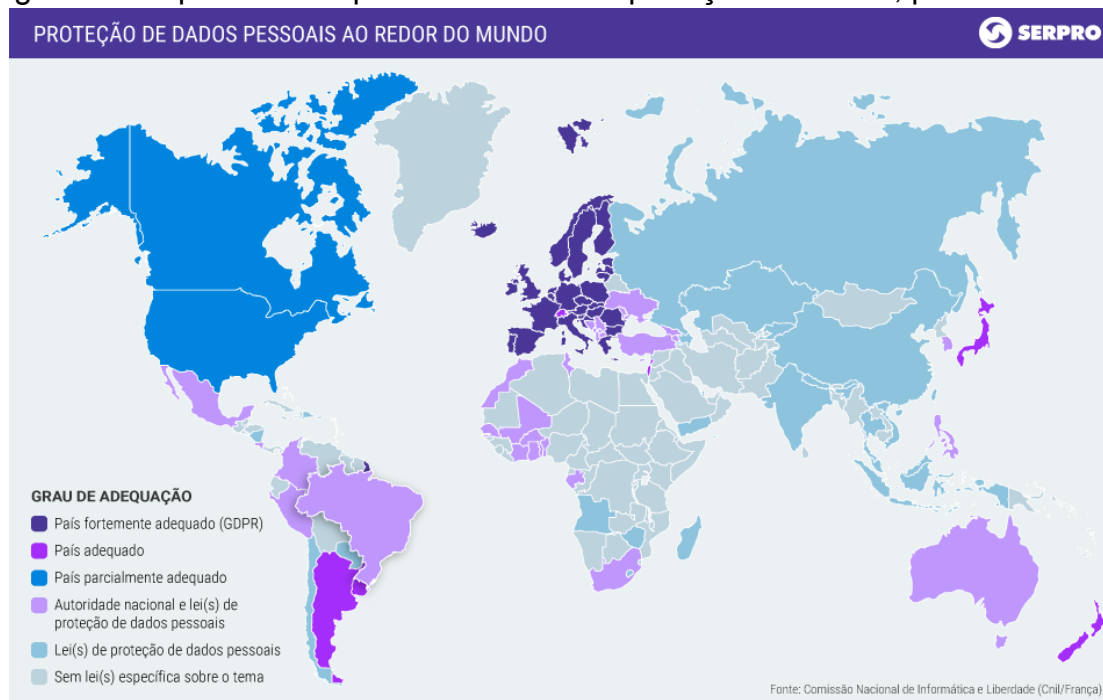 PROTEÇÃO DE DADOS PESSOAIS AO REDOR DO MUNDO
SERPRO
GRAU DE ADEQUAÇÃO
País fortemente adequado (GDPR)
País adequado
País parcialmente adequado
Autoridade nacional e lei(s) de
proteção de dados pessoais
Lei(s) de proteção de dados pessoais
Sem lei(s) específica sobre o tema
Fonte: Comissão Nacional de Informática e Liberdade (Cnil/França)